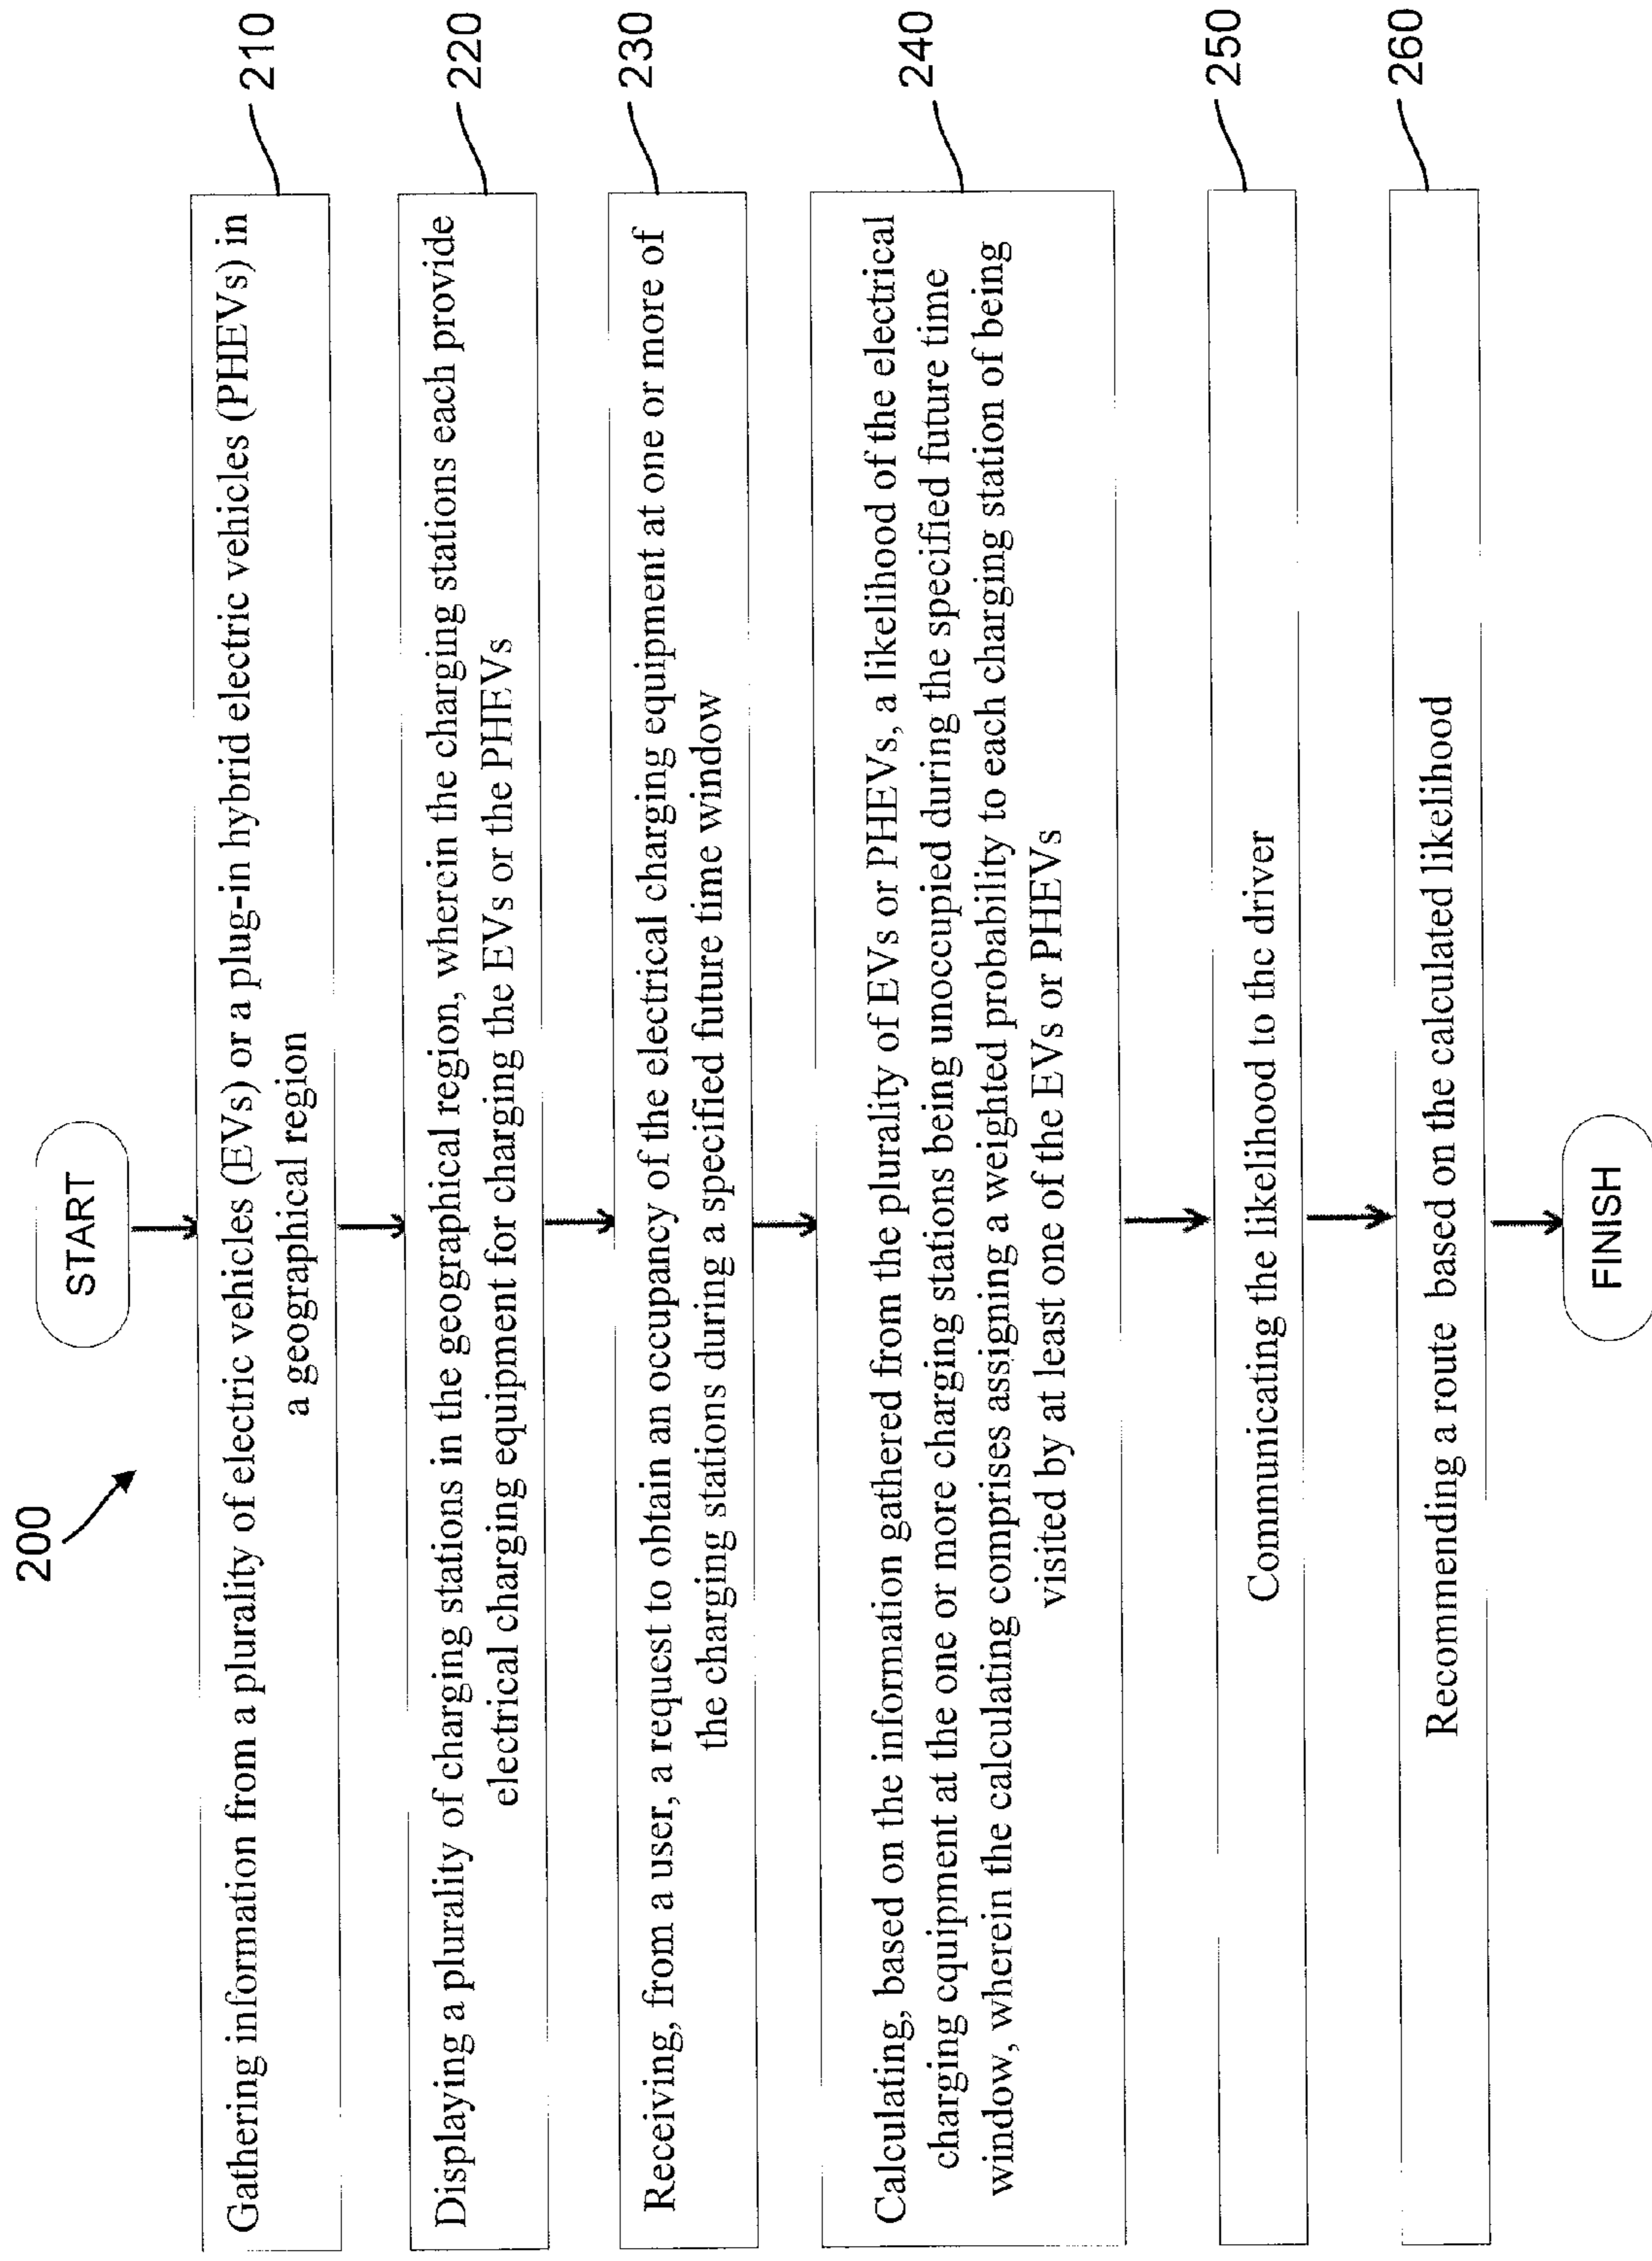 200
START
Gathering information from a plurality of electric vehicles (EVs) or a plug-in hybrid electric vehicles (PHEVs) in
a geographical region
210
Displaying a plurality of charging stations in the geographical region, wherein the charging stations each provide
electrical charging equipment for charging the EVs or the PHEVs
220
Receiving, from a user, a request to obtain an occupancy of the electrical charging equipment at one or more of
the charging stations during a specified future time window
230
Calculating, based on the information gathered from the plurality of EVs or PHEVs, a likelihood of the electrical
charging equipment at the one or more charging stations being unoccupied during the specified future time
window, wherein the calculating comprises assigning a weighted probability to each charging station of being
visited by at least one of the EVs or PHEVs
240
Communicating the likelihood to the driver
250
Recommending a route based on the calculated likelihood
260
FINISH